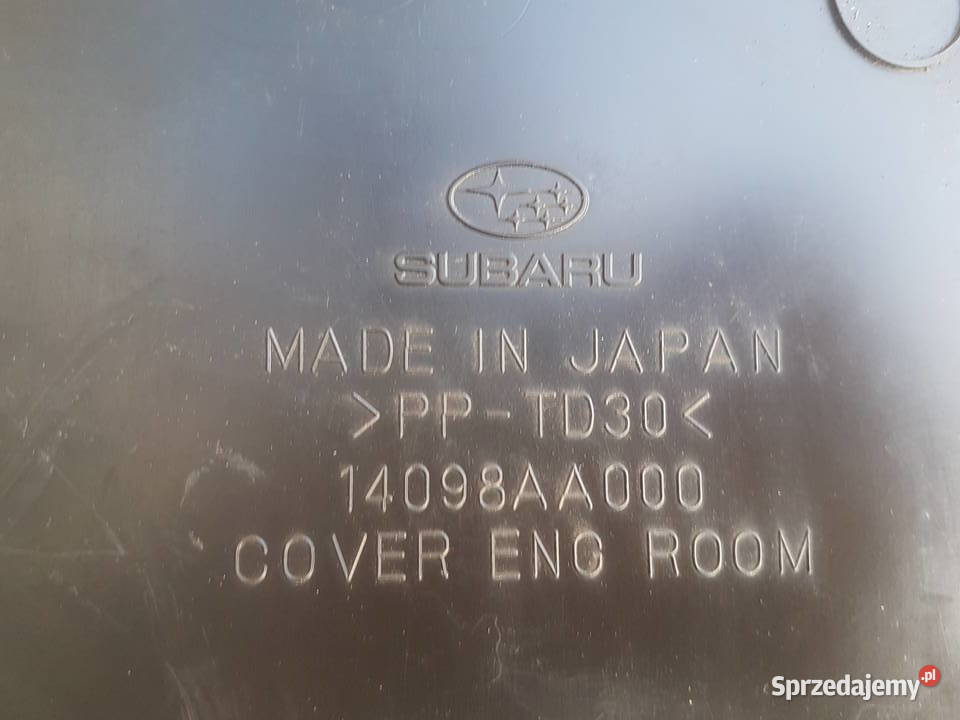 SUBARU
MADE IN JAPAN
>PP-TD30<
14098AA000
COVER ENG ROOM
Sprzedajemy.pl